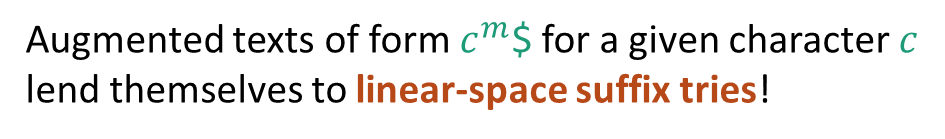 Augmented texts of form $c^m\$$ for a given character $c$
lend themselves to linear-space suffix tries!